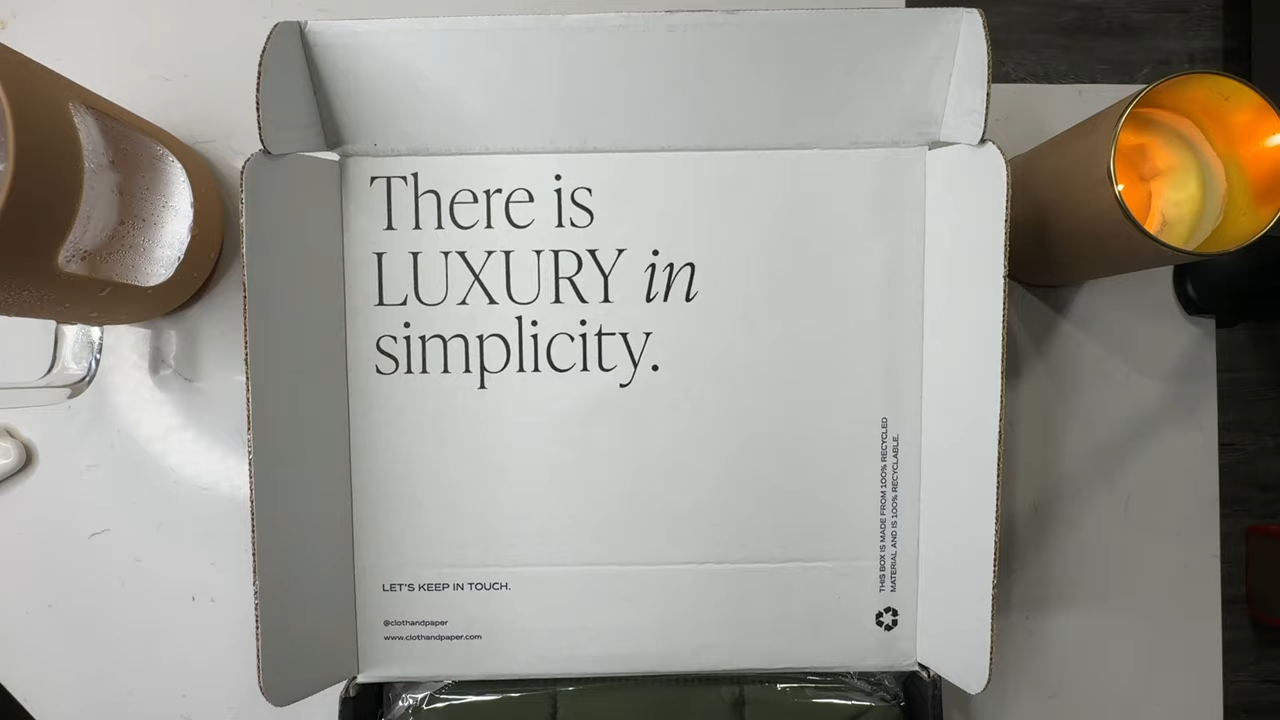 There is
LUXURY in
simplicity.
THIS BOX IS MADE FROM 100% RECYCLED
MATERIAL AND IS 100% RECYCLABLE.
LET'S KEEP IN TOUCH.
@clothandpaper
www.clothandpaper.com